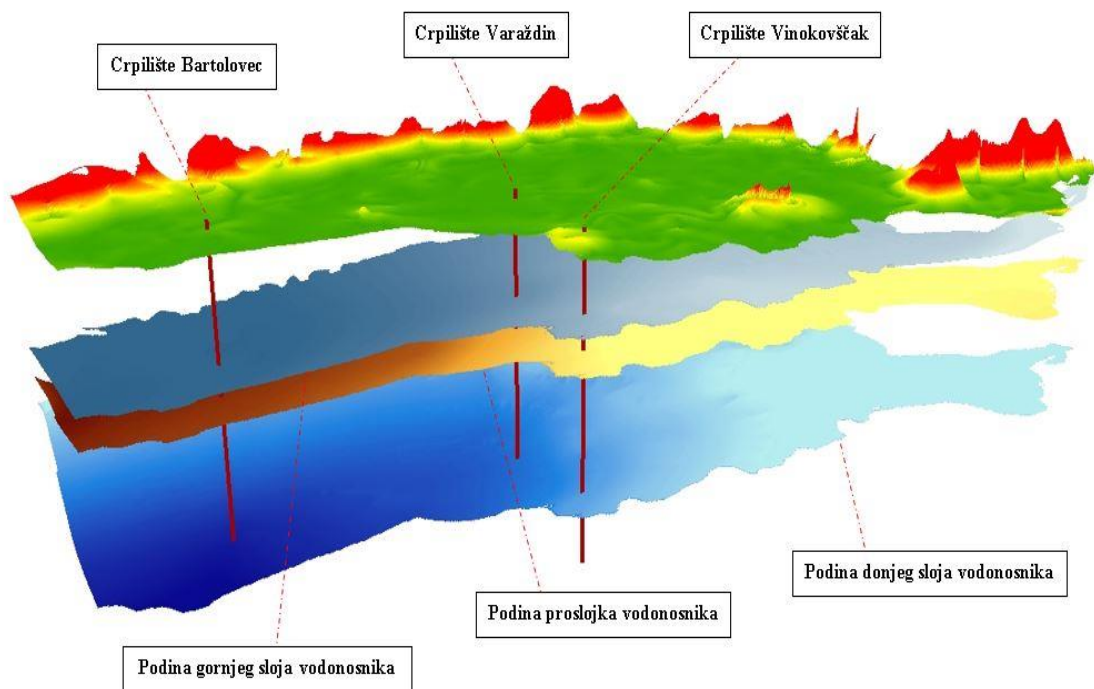 Crpilište Varaždin
Crpilište Vinokovščak
Crpilište Bartolovec
Podina donjeg sloja vodonosnika
Podina proslojka vodonosnika
Podina gornjeg sloja vodonosnika